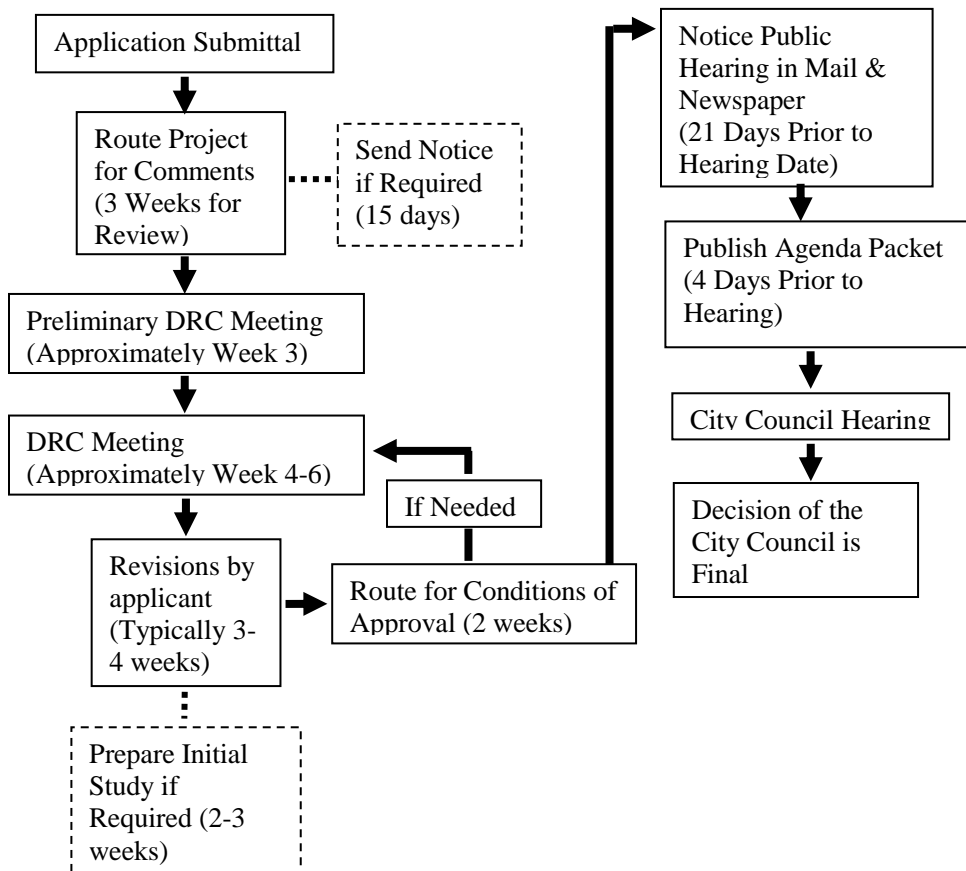 Application Submittal
Route Project
for Comments
(3 Weeks for
Review)
Send Notice
if Required
(15 days)
Preliminary DRC Meeting
(Approximately Week 3)
DRC Meeting
(Approximately Week 4-6)
If Needed
Revisions by
applicant
(Typically 3-
4 weeks)
Route for Conditions of
Approval (2 weeks)
Prepare Initial
Study if
Required (2-3
weeks)
Notice Public
Hearing in Mail &
Newspaper
(21 Days Prior to
Hearing Date)
Publish Agenda Packet
(4 Days Prior to
Hearing)
City Council Hearing
Decision of the
City Council is
Final